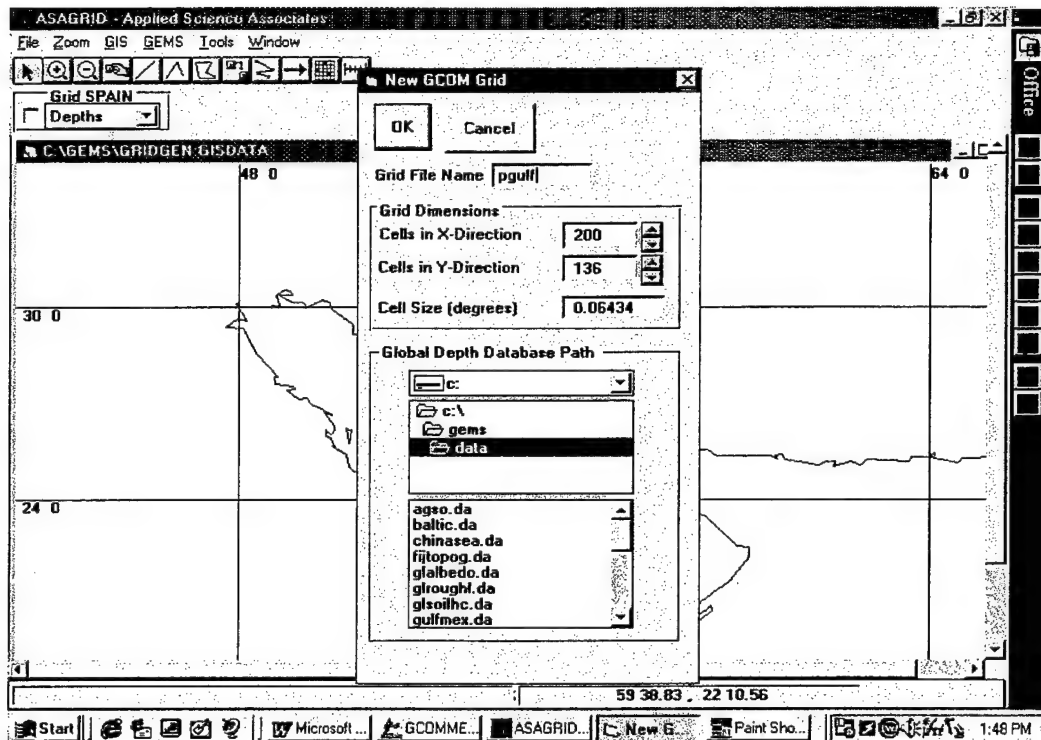 ASAGRID - Applied Science Associates
File Zoom GIS GEMS Tools Window
Office
Grid SPAIN
Depths
C:\GEMS\GRIDGEN\GISDATA
48 0
64 0
30 0
24 0
New GCOM Grid
OK Cancel
Grid File Name pgulf
Grid Dimensions
Cells in X-Direction 200
Cells in Y-Direction 136
Cell Size (degrees) 0.06434
Global Depth Database Path
c:
c:\
gems
data
agso.da
baltic.da
chinasea.da
fijtopog.da
glalbedo.da
glroughl.da
glsoilhc.da
gulfmex.da
59 38.83 , 22 10.56
Start Microsoft ... GCOMME... ASAGRID... New G... Paint Sho... 1:48 PM